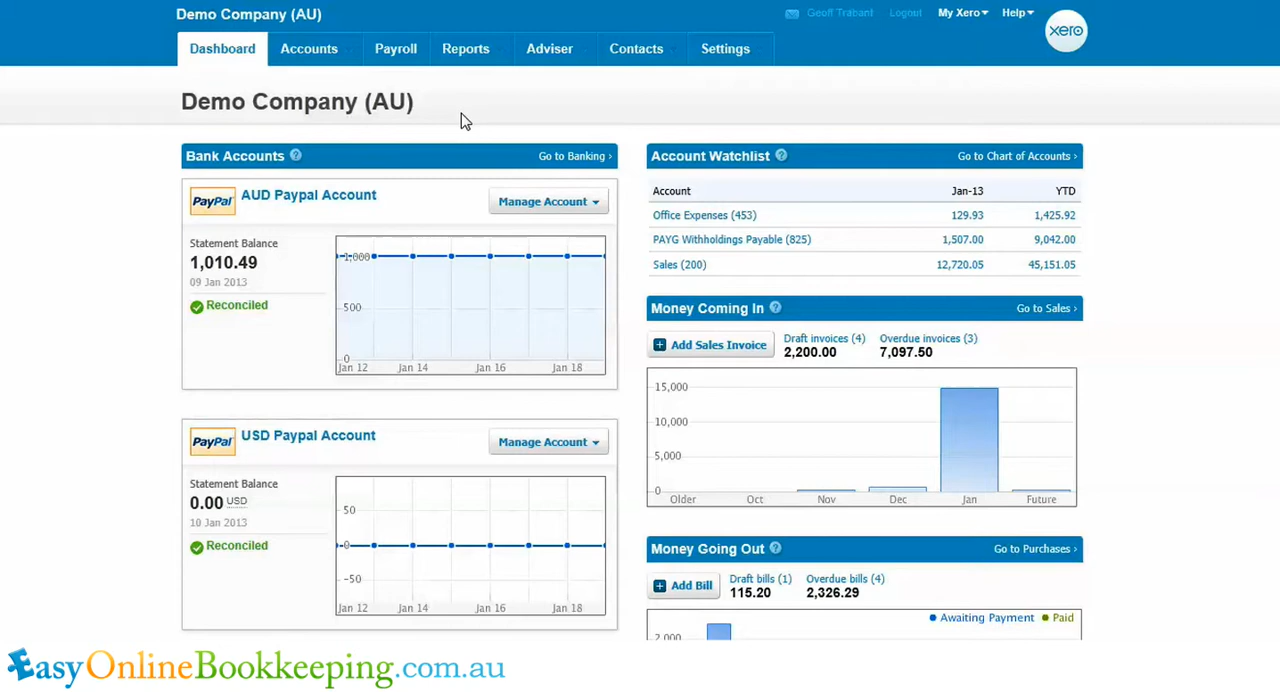 Demo Company (AU)
Geoff Trabant Logout My Xero Help
xero
Dashboard Accounts Payroll Reports Adviser Contacts Settings
Demo Company (AU)
Bank Accounts ? Go to Banking ›
PayPal AUD Paypal Account Manage Account
Statement Balance
1,010.49
09 Jan 2013
Reconciled
1,000
500
0
Jan 12 Jan 14 Jan 16 Jan 18
PayPal USD Paypal Account Manage Account
Statement Balance
0.00 USD
10 Jan 2013
Reconciled
50
0
-50
Jan 12 Jan 14 Jan 16 Jan 18
Account Watchlist ? Go to Chart of Accounts ›
Account Jan-13 YTD
Office Expenses (453) 129.93 1,425.92
PAYG Withholdings Payable (825) 1,507.00 9,042.00
Sales (200) 12,720.05 45,151.05
Money Coming In ? Go to Sales ›
Add Sales Invoice
Draft invoices (4) Overdue invoices (3)
2,200.00 7,097.50
15,000
10,000
5,000
0
Older Oct Nov Dec Jan Future
Money Going Out ? Go to Purchases ›
Add Bill
Draft bills (1) Overdue bills (4)
115.20 2,326.29
Awaiting Payment Paid
2,000
EasyOnlineBookkeeping.com.au